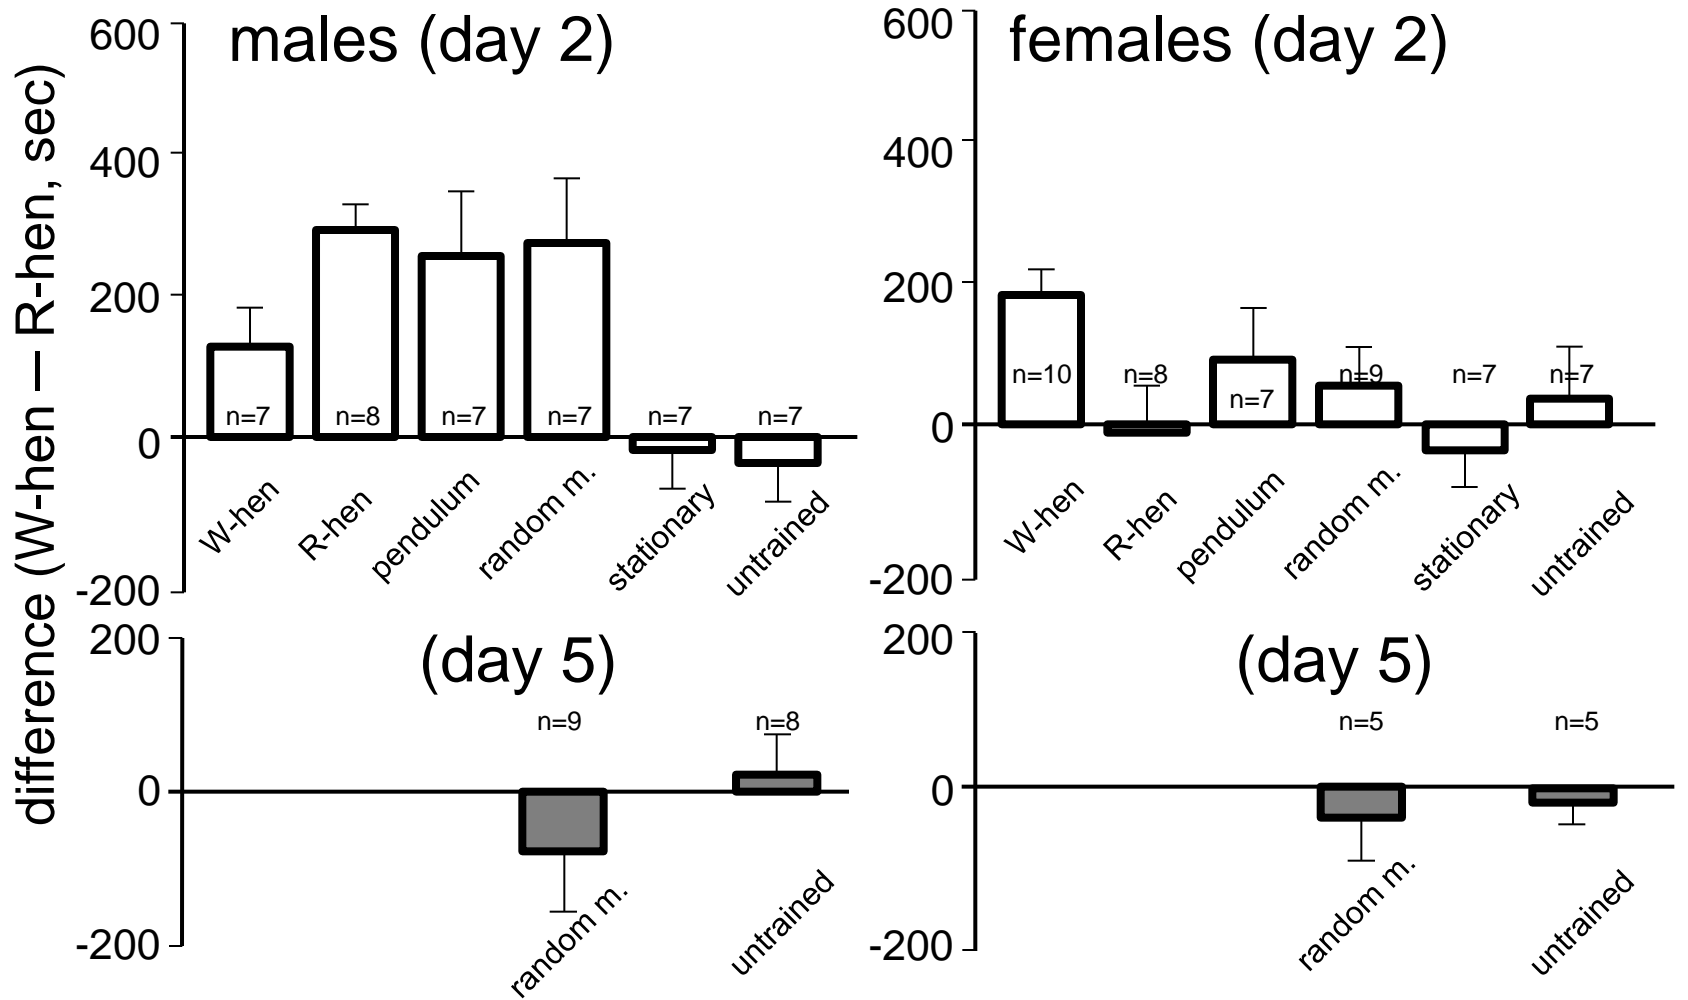 difference (W-hen — R-hen, sec)
males (day 2)
600
400
200
0
-200
n=7
n=8
n=7
n=7
n=7
n=7
W-hen
R-hen
pendulum
random m.
stationary
untrained
females (day 2)
600
400
200
0
-200
n=10
n=8
n=7
n=9
n=7
n=7
W-hen
R-hen
pendulum
random m.
stationary
untrained
(day 5)
200
0
-200
n=9
n=8
random m.
untrained
(day 5)
200
0
-200
n=5
n=5
random m.
untrained